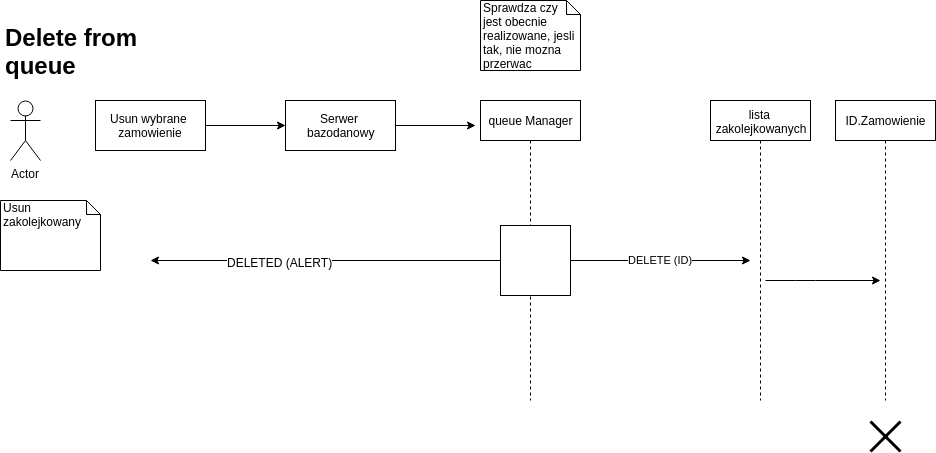 Sprawdza czy
jest obecnie
realizowane, jesli
tak, nie mozna
przerwac
Delete from
queue
Usun wybrane
zamowienie
Serwer
bazodanowy
queue Manager
lista
zakolejkowanych
ID.Zamowienie
Actor
Usun
zakolejkowany
DELETED (ALERT)
DELETE (ID)